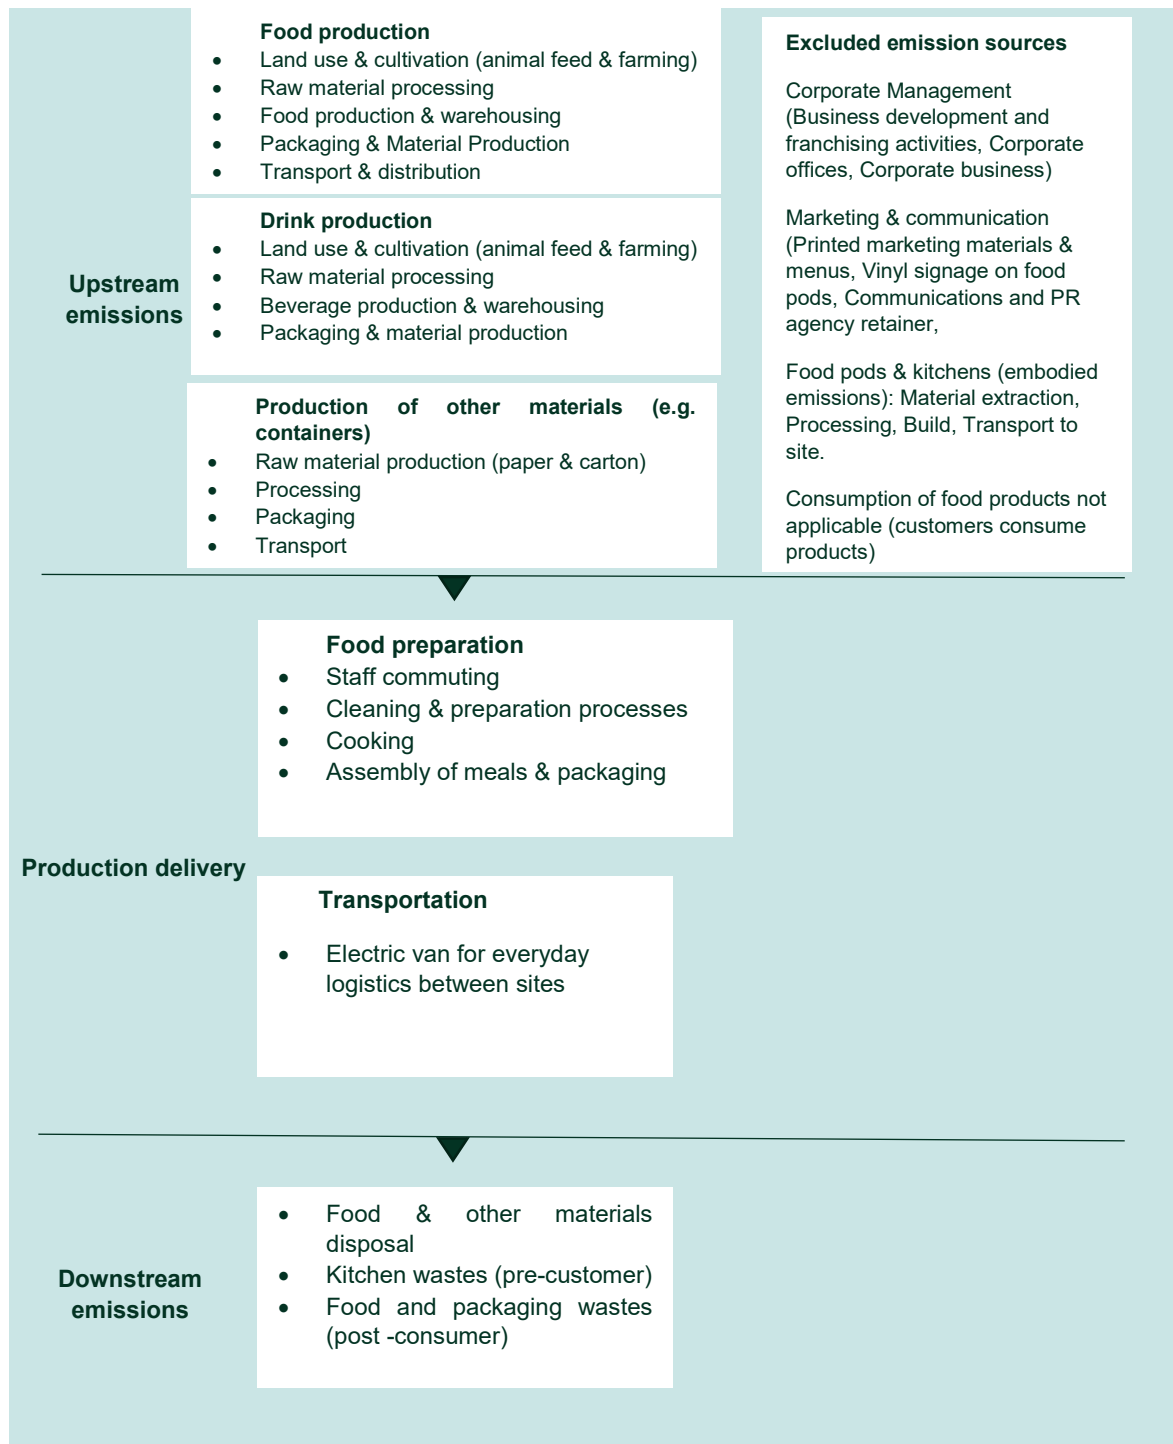 Food production
• Land use & cultivation (animal feed & farming)
• Raw material processing
• Food production & warehousing
• Packaging & Material Production
• Transport & distribution
Drink production
• Land use & cultivation (animal feed & farming)
• Raw material processing
• Beverage production & warehousing
• Packaging & material production
Upstream
emissions
Production of other materials (e.g.
containers)
• Raw material production (paper & carton)
• Processing
• Packaging
• Transport
Excluded emission sources
Corporate Management
(Business development and
franchising activities, Corporate
offices, Corporate business)
Marketing & communication
(Printed marketing materials &
menus, Vinyl signage on food
pods, Communications and PR
agency retainer,
Food pods & kitchens (embodied
emissions): Material extraction,
Processing, Build, Transport to
site.
Consumption of food products not
applicable (customers consume
products)
Food preparation
• Staff commuting
• Cleaning & preparation processes
• Cooking
• Assembly of meals & packaging
Production delivery
Transportation
• Electric van for everyday
logistics between sites
Downstream
emissions
• Food & other materials
disposal
• Kitchen wastes (pre-customer)
• Food and packaging wastes
(post -consumer)